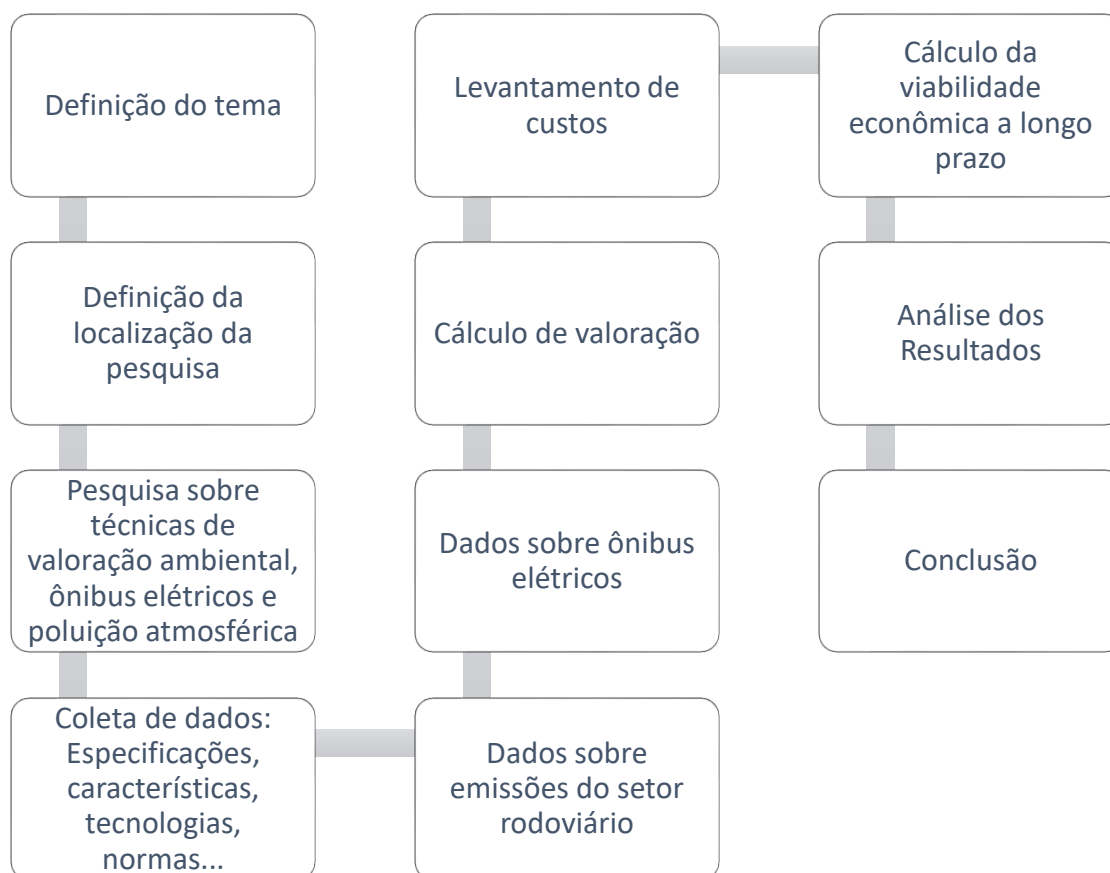 Definição do tema
Definição da
localização da
pesquisa
Pesquisa sobre
técnicas de
valoração ambiental,
ônibus elétricos e
poluição atmosférica
Coleta de dados:
Especificações,
características,
tecnologias,
normas...
Dados sobre
emissões do setor
rodoviário
Dados sobre ônibus
elétricos
Cálculo de valoração
Levantamento de
custos
Cálculo da
viabilidade
econômica a longo
prazo
Análise dos
Resultados
Conclusão